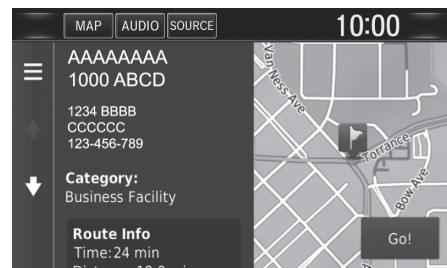 MAP AUDIO SOURCE 10:00
AAAAAAAA
1000 ABCD
1234 BBBB
CCCCCC
123-456-789
Category:
Business Facility
Route Info
Time:24 min
Van Ness Ave
Torrance
Bow Ave
Go!